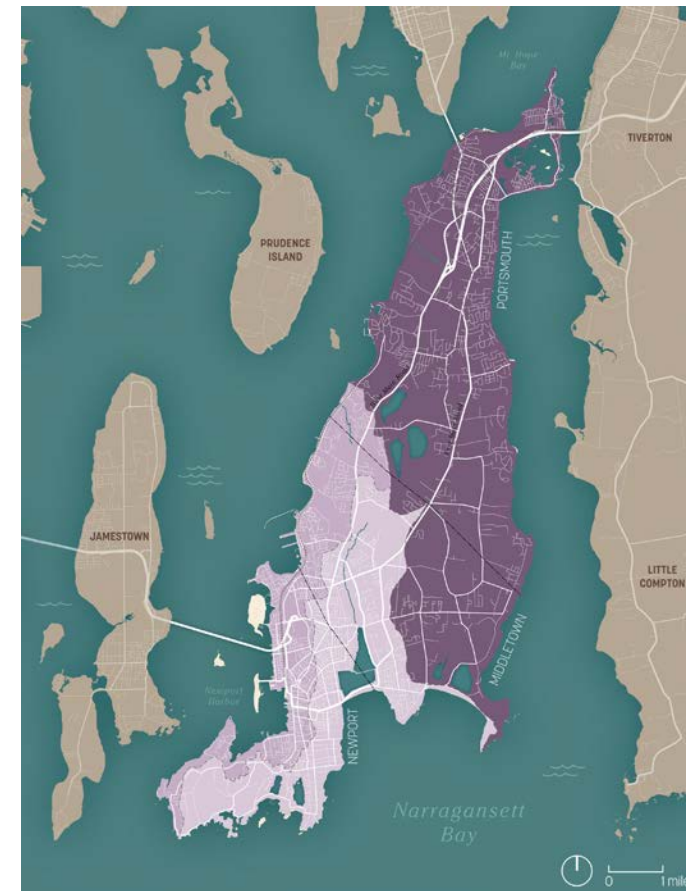 Mt. Hope
Bay
TIVERTON
PRUDENCE
ISLAND
PORTSMOUTH
JAMESTOWN
LITTLE
COMPTON
MIDDLETOWN
Newport
Harbor
NEWPORT
Narragansett
Bay
0 1 mile